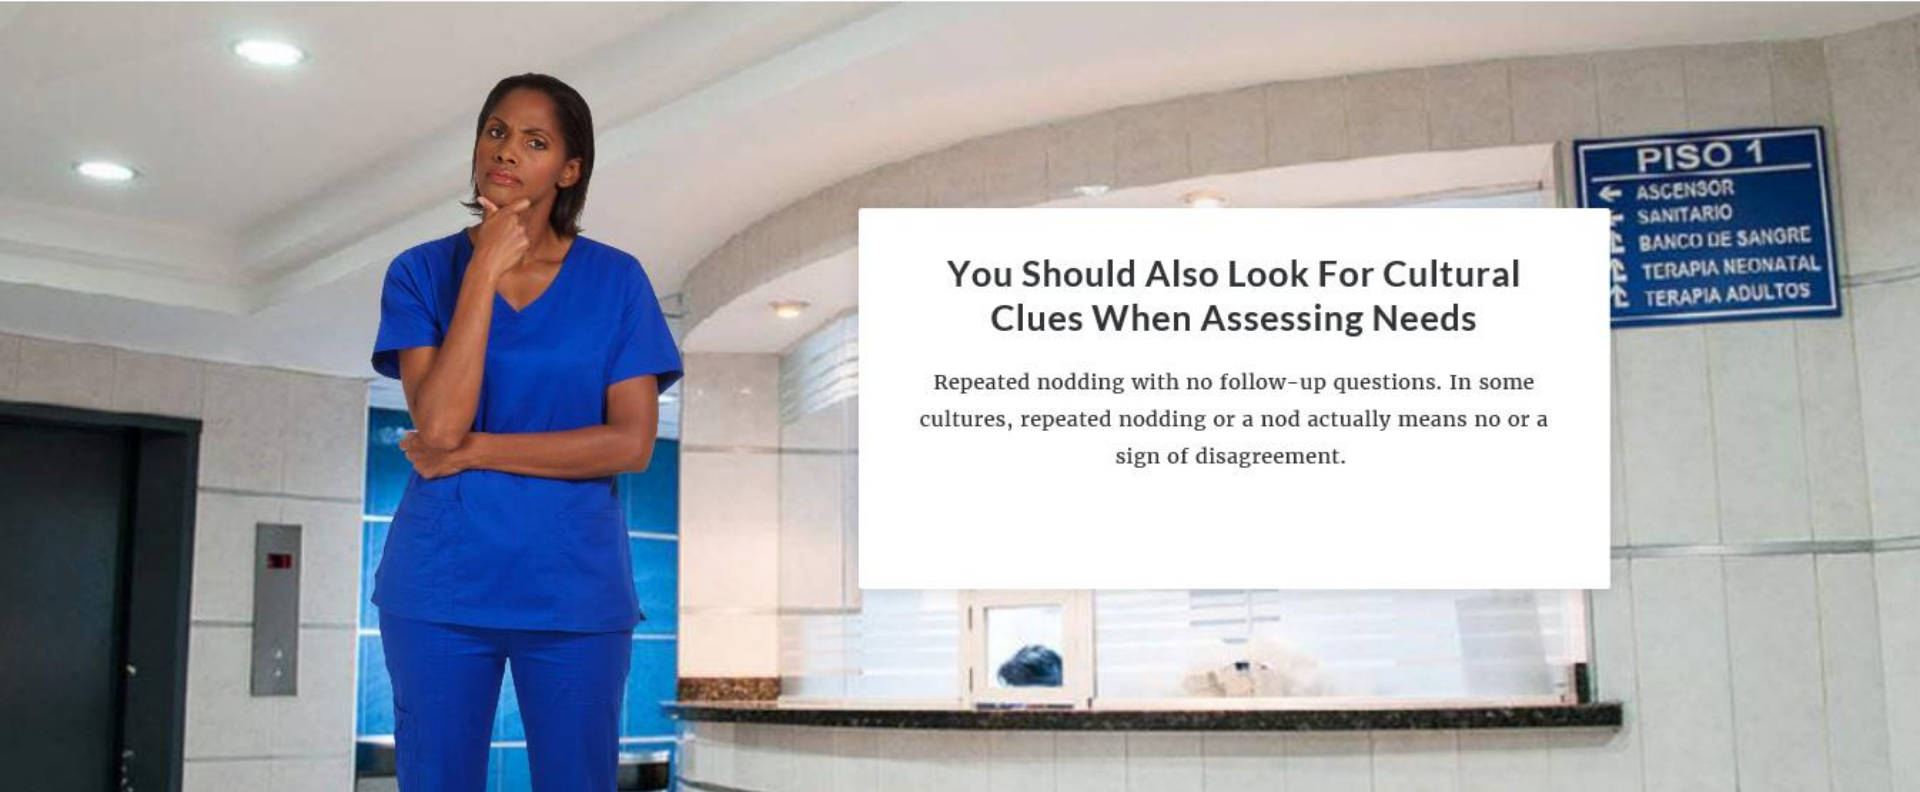 You Should Also Look For Cultural
Clues When Assessing Needs
Repeated nodding with no follow-up questions. In some
cultures, repeated nodding or a nod actually means no or a
sign of disagreement.
PISO 1
ASCENSOR
SANITARIO
BANCO DE SANGRE
TERAPIA NEONATAL
TERAPIA ADULTOS